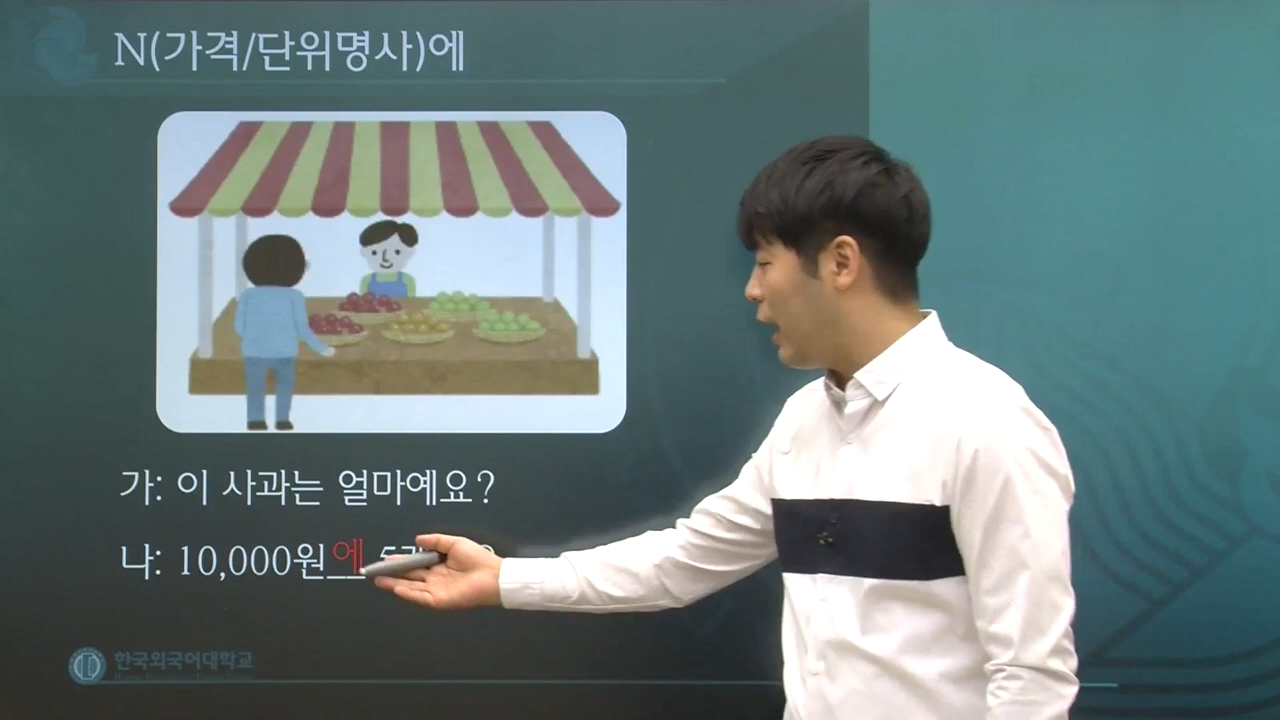 N(가격/단위명사)에
가: 이 사과는 얼마예요?
나: 10,000원에
한국외국어대학교